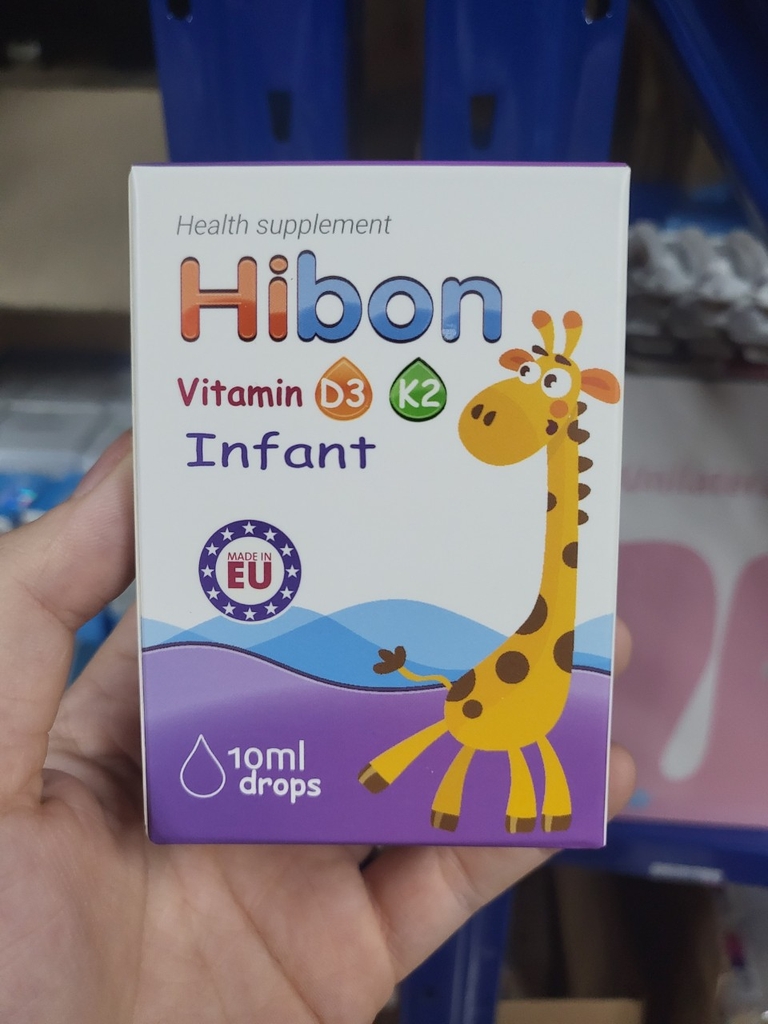 Health supplement
Hibon
Vitamin D3 K2
Infant
MADE IN
EU
10ml
drops